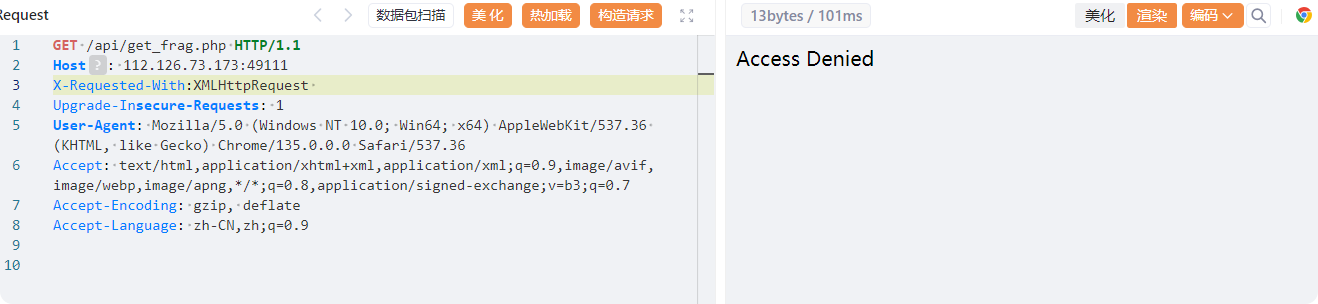 Request 数据包扫描 美化 热加载 构造请求 13bytes / 101ms 美化 渲染 编码
1 GET /api/get_frag.php HTTP/1.1
2 Host ? : 112.126.73.173:49111
3 X-Requested-With:XMLHttpRequest
4 Upgrade-Insecure-Requests: 1
5 User-Agent: Mozilla/5.0 (Windows NT 10.0; Win64; x64) AppleWebKit/537.36
(KHTML, like Gecko) Chrome/135.0.0.0 Safari/537.36
6 Accept: text/html,application/xhtml+xml,application/xml;q=0.9,image/avif,
image/webp,image/apng,*/*;q=0.8,application/signed-exchange;v=b3;q=0.7
7 Accept-Encoding: gzip, deflate
8 Accept-Language: zh-CN,zh;q=0.9
9
10
Access Denied